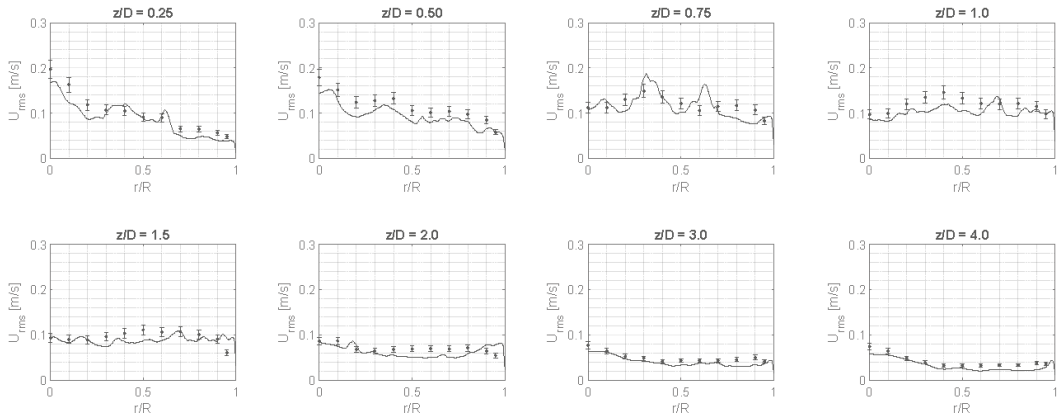 z/D = 0.25
z/D = 0.50
z/D = 0.75
z/D = 1.0
0.3
0.2
0.1
0
U_rms [m/s]
0
0.5
1
r/R
0.3
0.2
0.1
0
U_rms [m/s]
0
0.5
1
r/R
0.3
0.2
0.1
0
U_rms [m/s]
0
0.5
1
r/R
0.3
0.2
0.1
0
U_rms [m/s]
0
0.5
1
r/R
z/D = 1.5
z/D = 2.0
z/D = 3.0
z/D = 4.0
0.3
0.2
0.1
0
U_rms [m/s]
0
0.5
1
r/R
0.3
0.2
0.1
0
U_rms [m/s]
0
0.5
1
r/R
0.3
0.2
0.1
0
U_rms [m/s]
0
0.5
1
r/R
0.3
0.2
0.1
0
U_rms [m/s]
0
0.5
1
r/R